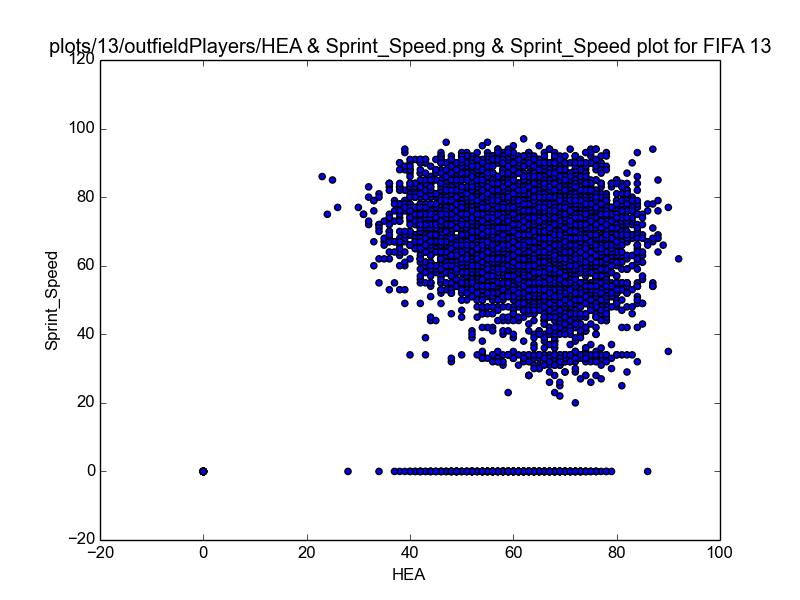 plots/13/outfieldPlayers/HEA & Sprint_Speed.png & Sprint_Speed plot for FIFA 13
120
100
80
60
40
20
0
−20
Sprint_Speed
−20 0 20 40 60 80 100
HEA